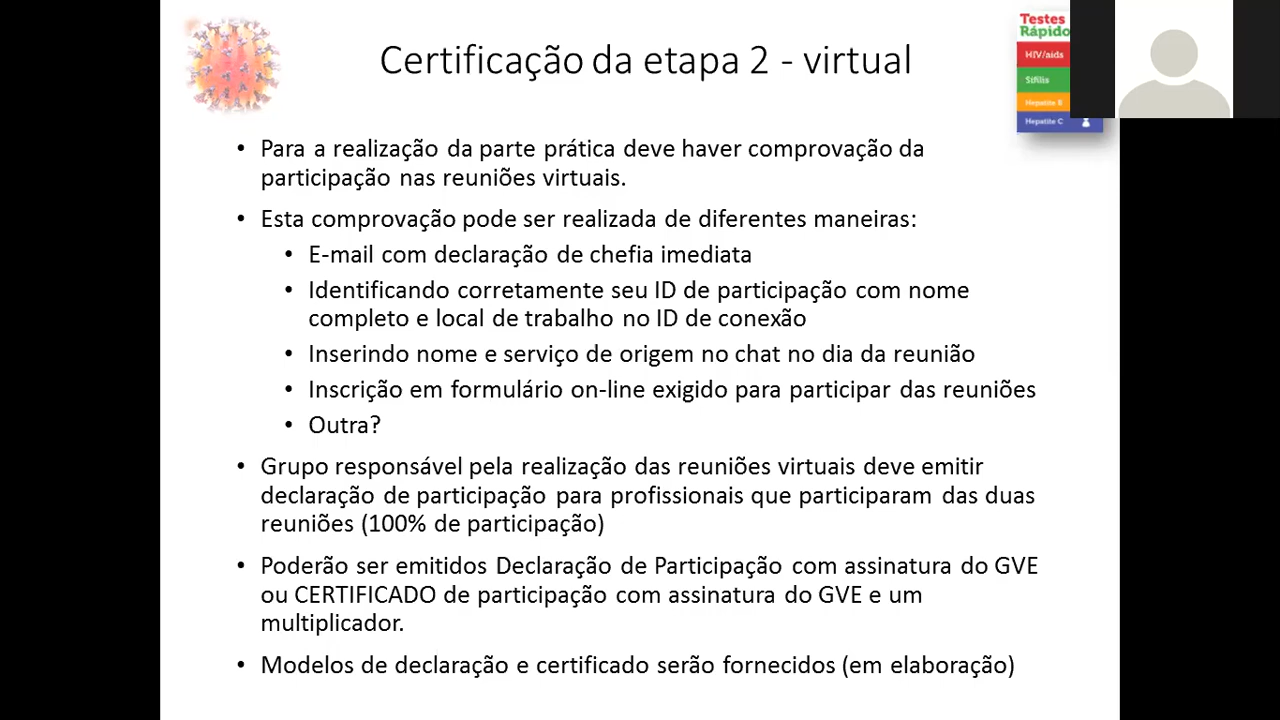 Certificação da etapa 2 - virtual
Testes
Rápido
HIV/aids
Sífilis
Hepatite B
Hepatite C
• Para a realização da parte prática deve haver comprovação da
participação nas reuniões virtuais.
• Esta comprovação pode ser realizada de diferentes maneiras:
• E-mail com declaração de chefia imediata
• Identificando corretamente seu ID de participação com nome
completo e local de trabalho no ID de conexão
• Inserindo nome e serviço de origem no chat no dia da reunião
• Inscrição em formulário on-line exigido para participar das reuniões
• Outra?
• Grupo responsável pela realização das reuniões virtuais deve emitir
declaração de participação para profissionais que participaram das duas
reuniões (100% de participação)
• Poderão ser emitidos Declaração de Participação com assinatura do GVE
ou CERTIFICADO de participação com assinatura do GVE e um
multiplicador.
• Modelos de declaração e certificado serão fornecidos (em elaboração)